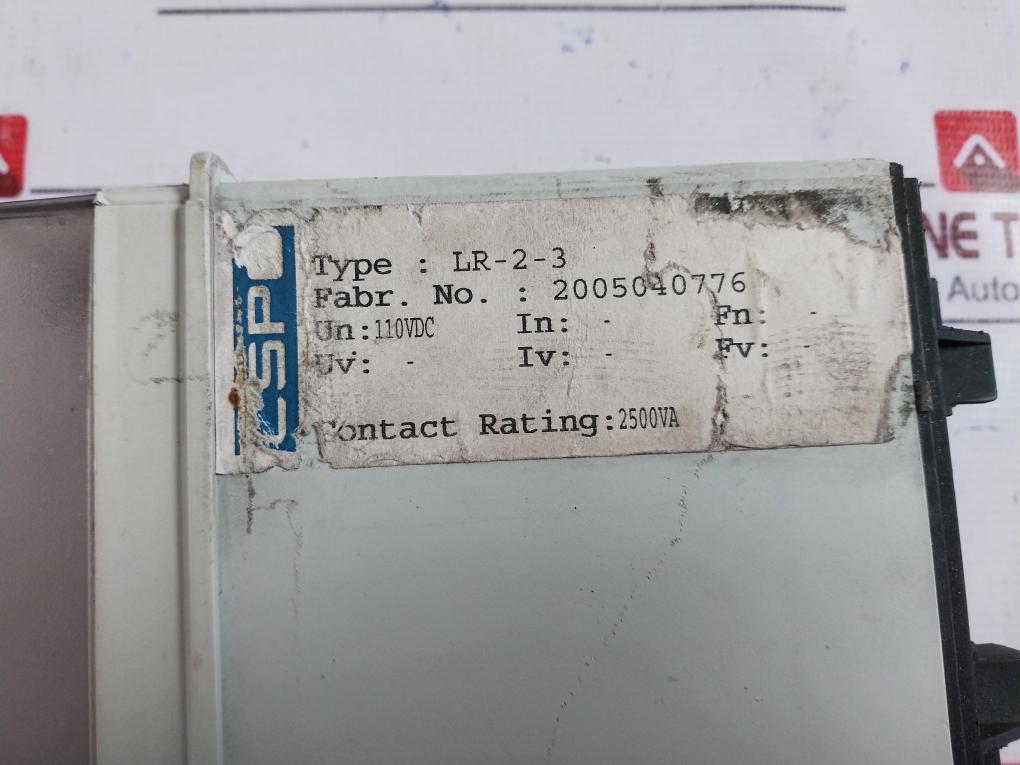 Type : LR-2-3
Fabr. No. : 2005040776
Un:110VDC In: - Fn: -
Uv: - Iv: - Fv: -
Contact Rating:2500VA
CSPC
NE T
Auto